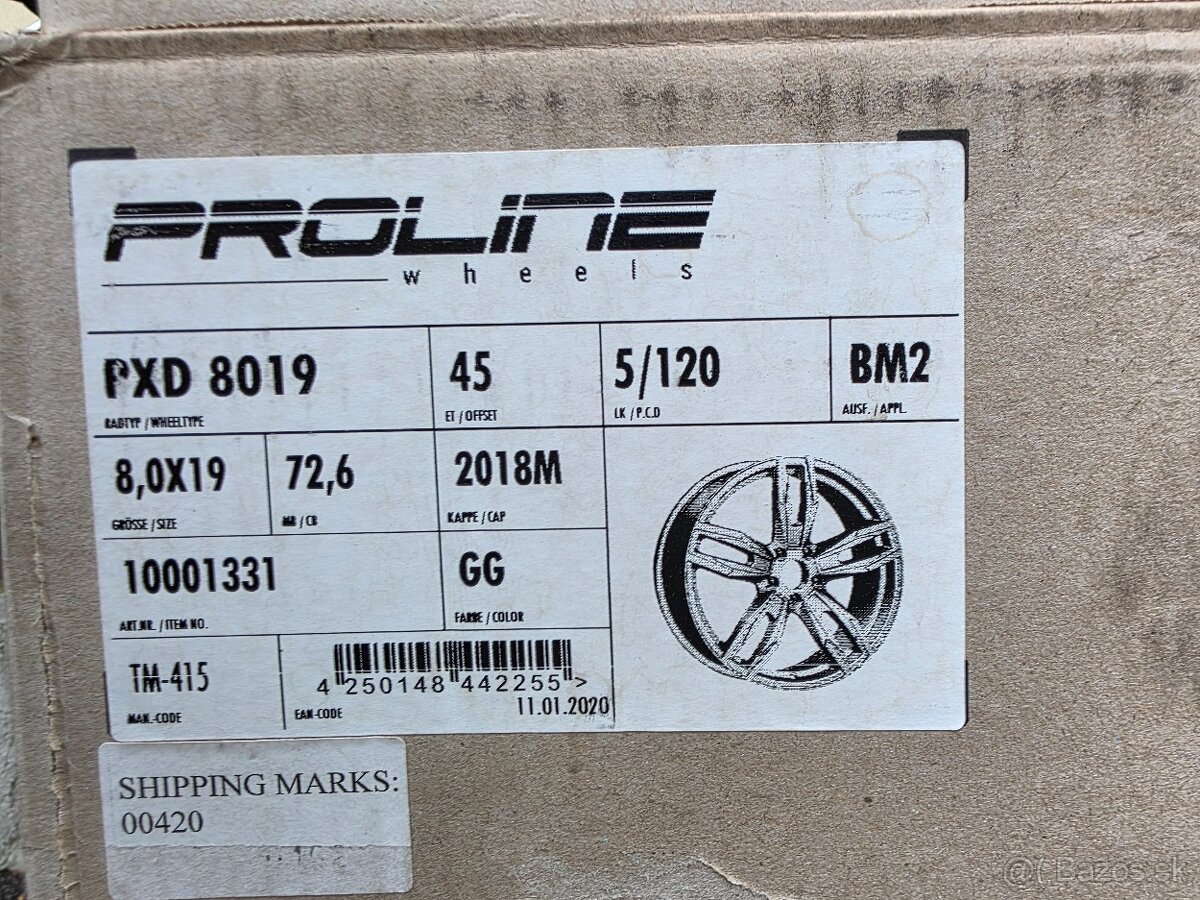 PROLINE
wheels
PXD 8019
RADTYP / WHEELTYPE
45
ET / OFFSET
5/120
LK / P.C.D
BM2
AUSF. / APPL.
8,0X19
GRÖSSE / SIZE
72,6
MB / CB
2018M
KAPPE / CAP
10001331
ART.NR. / ITEM NO.
GG
FARBE / COLOR
TM-415
MAN.-CODE
4 250148 442255 >
EAN-CODE
11.01.2020
SHIPPING MARKS:
00420
Bazos.sk